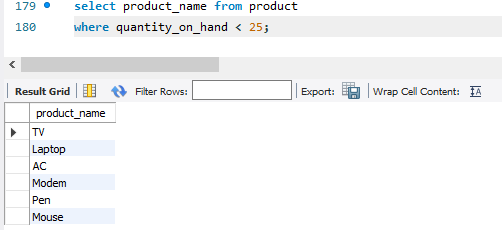 179 select product_name from product
180 where quantity_on_hand < 25;
Result Grid Filter Rows: Export: Wrap Cell Content:
product_name
TV
Laptop
AC
Modem
Pen
Mouse